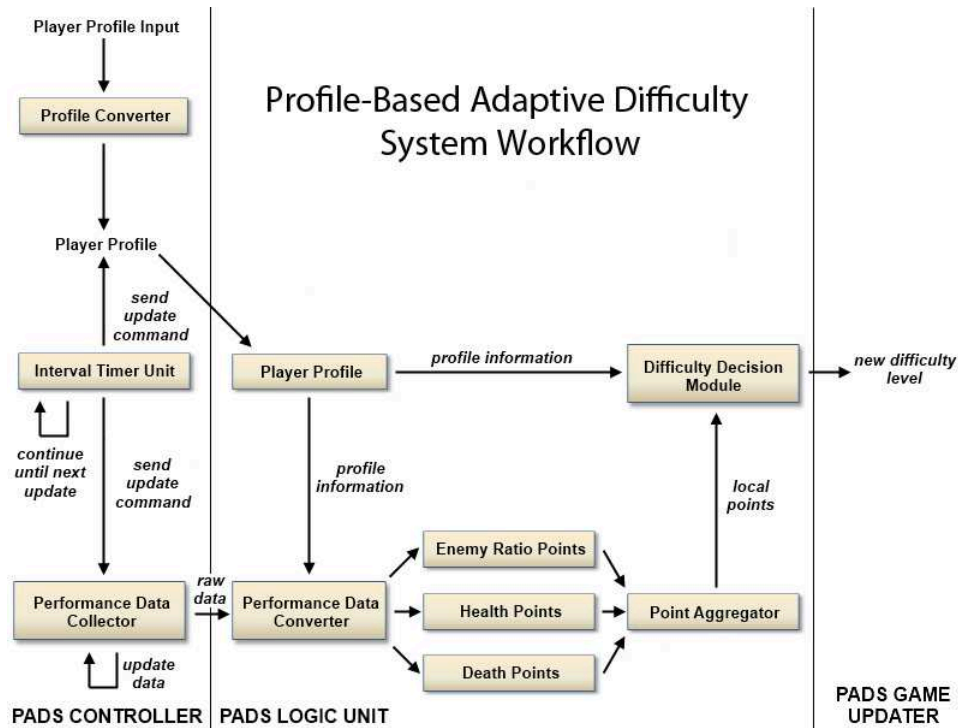 Player Profile Input
Profile-Based Adaptive Difficulty
System Workflow
Profile Converter
Player Profile
send
update
command
Interval Timer Unit
Player Profile
profile information
Difficulty Decision
Module
new difficulty
level
continue
until next
update
send
update
command
profile
information
local
points
Enemy Ratio Points
raw
data
Performance Data
Collector
Performance Data
Converter
Health Points
Point Aggregator
Death Points
update
data
PADS CONTROLLER
PADS LOGIC UNIT
PADS GAME
UPDATER